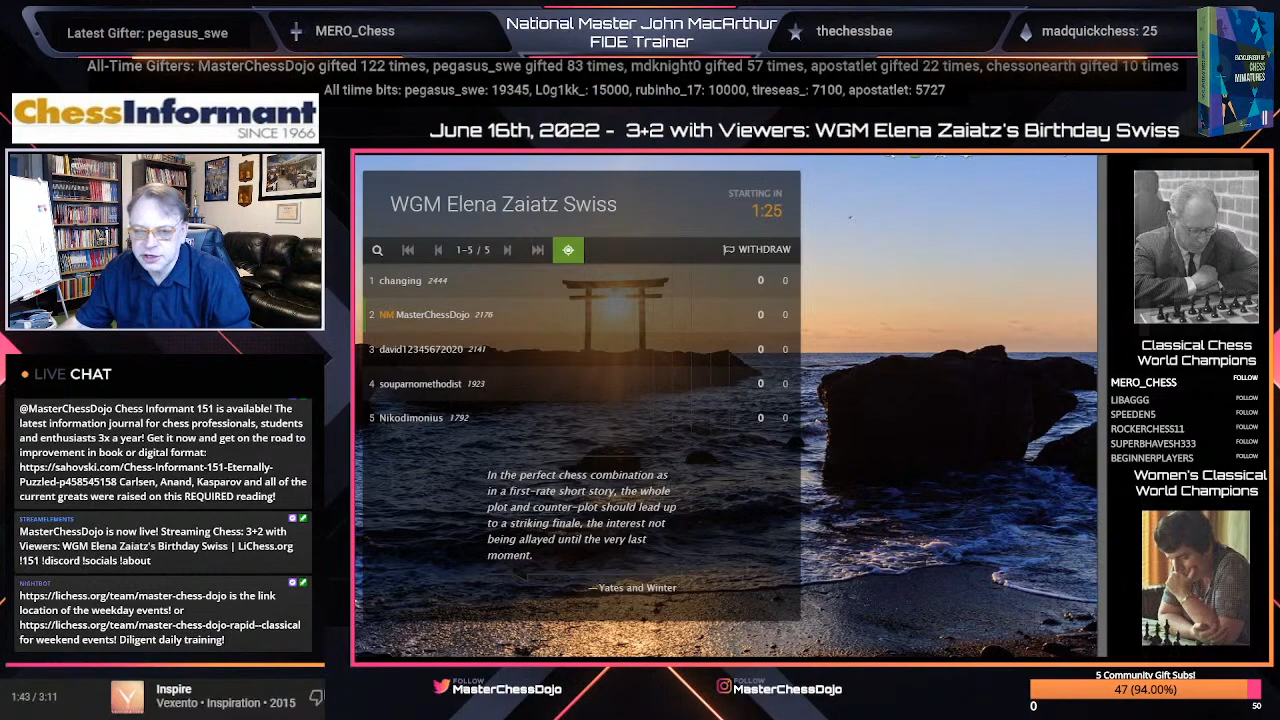 Latest Gifter: pegasus_swe
MERO_Chess
National Master John MacArthur
FIDE Trainer
thechessbae
madquickchess: 25
All-Time Gifters: MasterChessDojo gifted 122 times, pegasus_swe gifted 83 times, mdknight0 gifted 57 times, apostatlet gifted 22 times, chessonearth gifted 10 times
All tiime bits: pegasus_swe: 19345, L0g1kk_: 15000, rubinho_17: 10000, tireseas_: 7100, apostatlet: 5727
ChessInformant
SINCE 1966
June 16th, 2022 - 3+2 with Viewers: WGM Elena Zaiatz's Birthday Swiss
CHESS
MINIATURES
WGM Elena Zaiatz Swiss
STARTING IN
1:25
1-5 / 5
WITHDRAW
1 changing 2444 0 0
2 NM MasterChessDojo 2176 0 0
3 david12345672020 2141 0 0
4 souparnomethodist 1923 0 0
5 Nikodimonius 1792 0 0
In the perfect chess combination as
in a first-rate short story, the whole
plot and counter-plot should lead up
to a striking finale, the interest not
being allayed until the very last
moment.
—Yates and Winter
LIVE CHAT
@MasterChessDojo Chess Informant 151 is available! The
latest information journal for chess professionals, students
and enthusiasts 3x a year! Get it now and get on the road to
improvement in book or digital format:
https://sahovski.com/Chess-Informant-151-Eternally-
Puzzled-p458545158 Carlsen, Anand, Kasparov and all of the
current greats were raised on this REQUIRED reading!
STREAMELEMENTS
MasterChessDojo is now live! Streaming Chess: 3+2 with
Viewers: WGM Elena Zaiatz's Birthday Swiss | LiChess.org
!151 !discord !socials !about
NIGHTBOT
https://lichess.org/team/master-chess-dojo is the link
location of the weekday events! or
https://lichess.org/team/master-chess-dojo-rapid--classical
for weekend events! Diligent daily training!
Classical Chess
World Champions
MERO_CHESS FOLLOW
LIBAGGG FOLLOW
SPEEDEN5 FOLLOW
ROCKERCHESS11 FOLLOW
SUPERBHAVESH333 FOLLOW
BEGINNERPLAYERS FOLLOW
Women's Classical
World Champions
1:43 / 3:11
Inspire
Vexento • Inspiration • 2015
FOLLOW
MasterChessDojo
FOLLOW
MasterChessDojo
5 Community Gift Subs!
47 (94.00%)
0
50